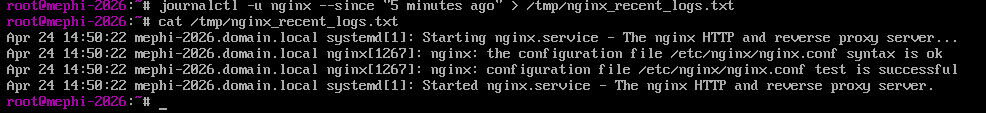 root@mephi-2026:~# journalctl -u nginx --since "5 minutes ago" > /tmp/nginx_recent_logs.txt
root@mephi-2026:~# cat /tmp/nginx_recent_logs.txt
Apr 24 14:50:22 mephi-2026.domain.local systemd[1]: Starting nginx.service - The nginx HTTP and reverse proxy server...
Apr 24 14:50:22 mephi-2026.domain.local nginx[1267]: nginx: the configuration file /etc/nginx/nginx.conf syntax is ok
Apr 24 14:50:22 mephi-2026.domain.local nginx[1267]: nginx: configuration file /etc/nginx/nginx.conf test is successful
Apr 24 14:50:22 mephi-2026.domain.local systemd[1]: Started nginx.service - The nginx HTTP and reverse proxy server.
root@mephi-2026:~# _